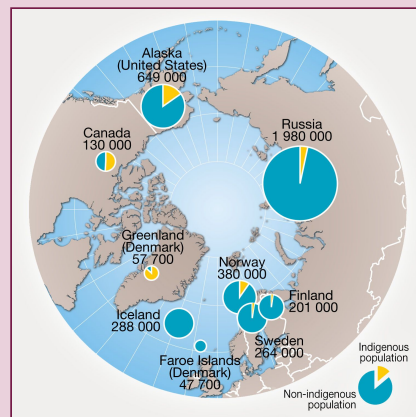 Alaska
(United States)
649 000
Canada
130 000
Russia
1 980 000
Greenland
(Denmark)
57 700
Norway
380 000
Finland
201 000
Iceland
288 000
Sweden
264 000
Faroe Islands
(Denmark)
47 700
Indigenous
population
Non-indigenous
population